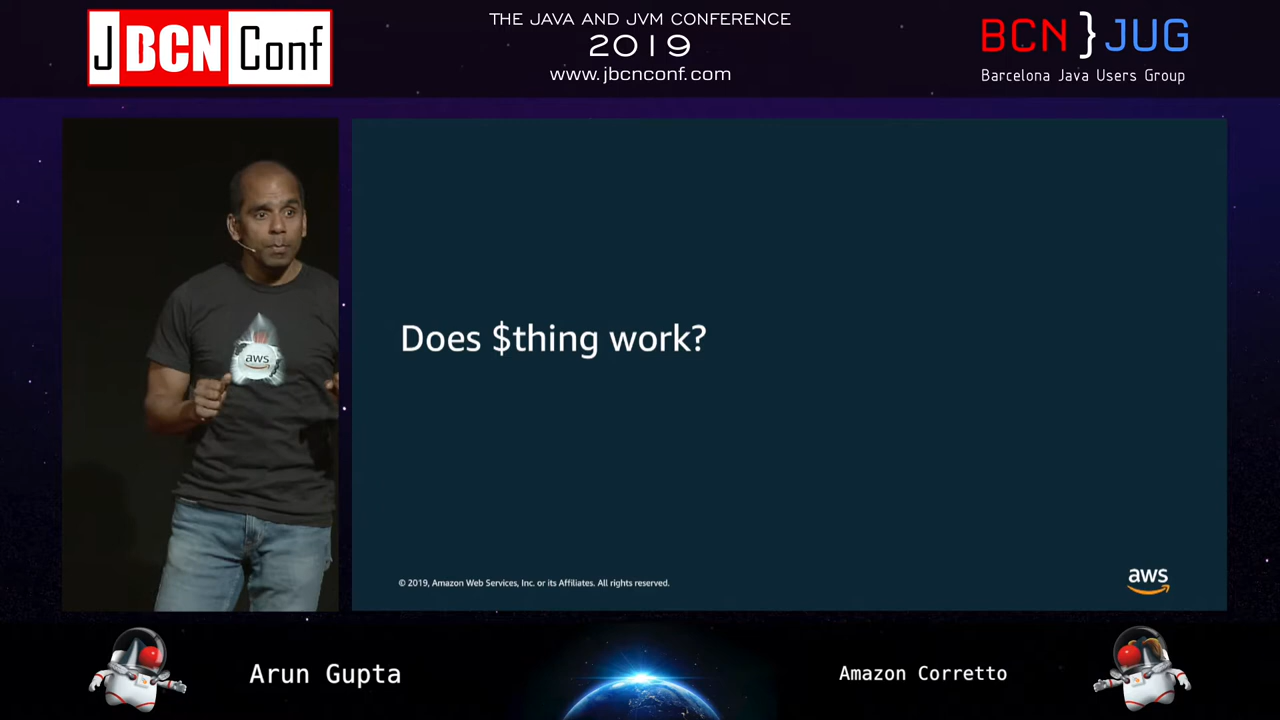 J BCN Conf
THE JAVA AND JVM CONFERENCE
2019
www.jbcnconf.com
BCN } JUG
Barcelona Java Users Group
aws
Does $thing work?
© 2019, Amazon Web Services, Inc. or its Affiliates. All rights reserved.
aws
Arun Gupta
Amazon Corretto